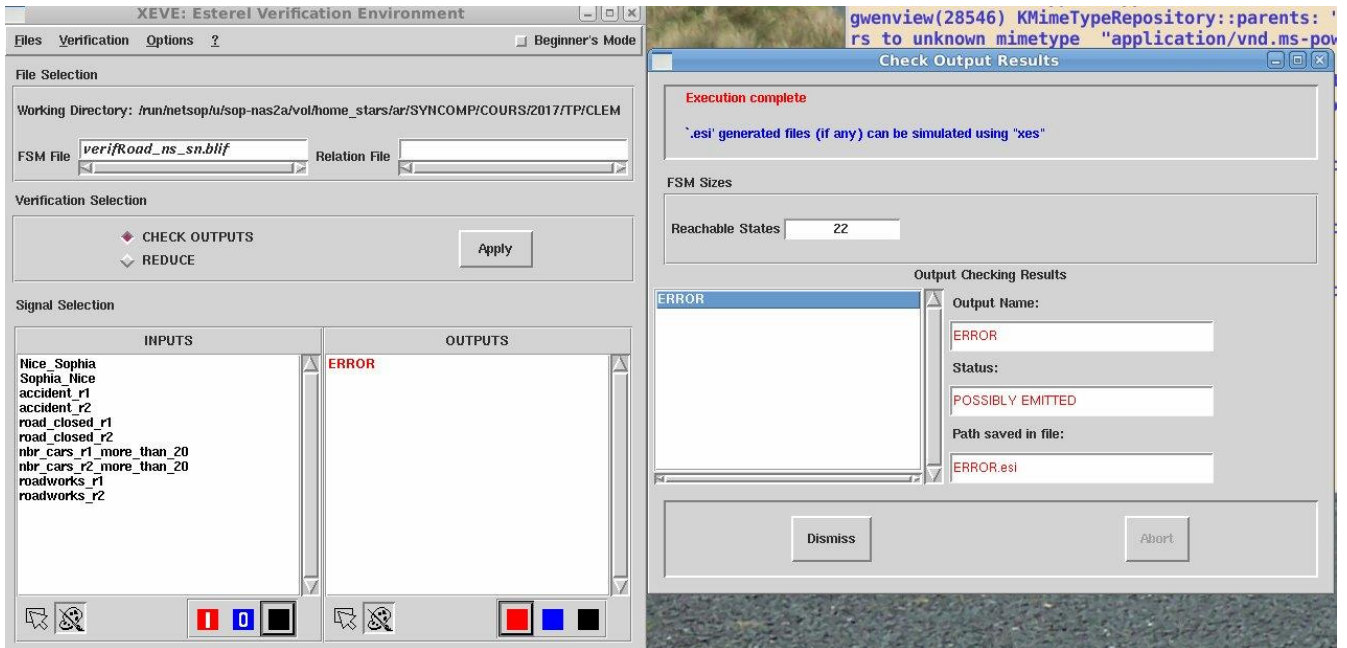 XEVE: Esterel Verification Environment
Files Verification Options ? Beginner's Mode
File Selection
Working Directory: /run/netsop/u/sop-nas2a/vol/home_stars/ar/SYNCOMP/COURS/2017/TP/CLEM
FSM File verifRoad_ns_sn.blif Relation File
Verification Selection
CHECK OUTPUTS
REDUCE
Apply
Signal Selection
INPUTS
Nice_Sophia
Sophia_Nice
accident_r1
accident_r2
road_closed_r1
road_closed_r2
nbr_cars_r1_more_than_20
nbr_cars_r2_more_than_20
roadworks_r1
roadworks_r2
I 0
OUTPUTS
ERROR
gwenview(28546) KMimeTypeRepository::parents: '
rs to unknown mimetype "application/vnd.ms-pow
Check Output Results
Execution complete
`.esi' generated files (if any) can be simulated using "xes"
FSM Sizes
Reachable States 22
Output Checking Results
ERROR
Output Name:
ERROR
Status:
POSSIBLY EMITTED
Path saved in file:
ERROR.esi
Dismiss
Abort